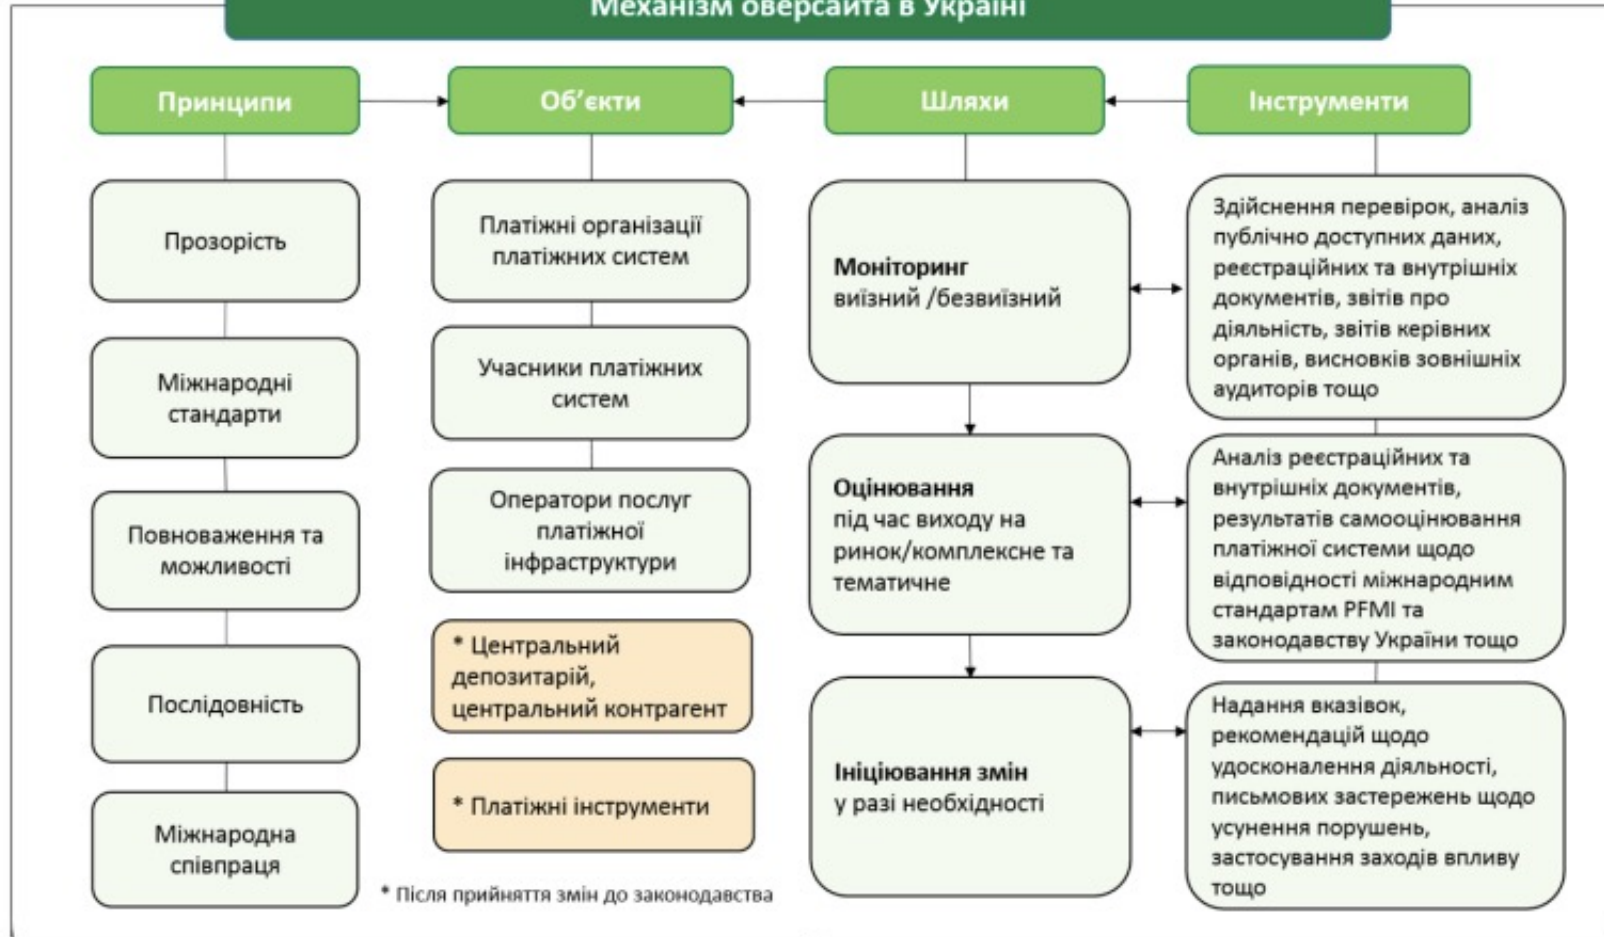 Механізм оверсайта в Україні
Принципи
Об’єкти
Шляхи
Інструменти
Прозорість
Міжнародні
стандарти
Повноваження та
можливості
Послідовність
Міжнародна
співпраця
Платіжні організації
платіжних систем
Учасники платіжних
систем
Оператори послуг
платіжної
інфраструктури
* Центральний
депозитарій,
центральний контрагент
* Платіжні інструменти
* Після прийняття змін до законодавства
Моніторинг
виїзний /безвиїзний
Оцінювання
під час виходу на
ринок/комплексне та
тематичне
Ініціювання змін
у разі необхідності
Здійснення перевірок, аналіз
публічно доступних даних,
реєстраційних та внутрішніх
документів, звітів про
діяльність, звітів керівних
органів, висновків зовнішніх
аудиторів тощо
Аналіз реєстраційних та
внутрішніх документів,
результатів самооцінювання
платіжної системи щодо
відповідності міжнародним
стандартам PFMI та
законодавству України тощо
Надання вказівок,
рекомендацій щодо
удосконалення діяльності,
письмових застережень щодо
усунення порушень,
застосування заходів впливу
тощо